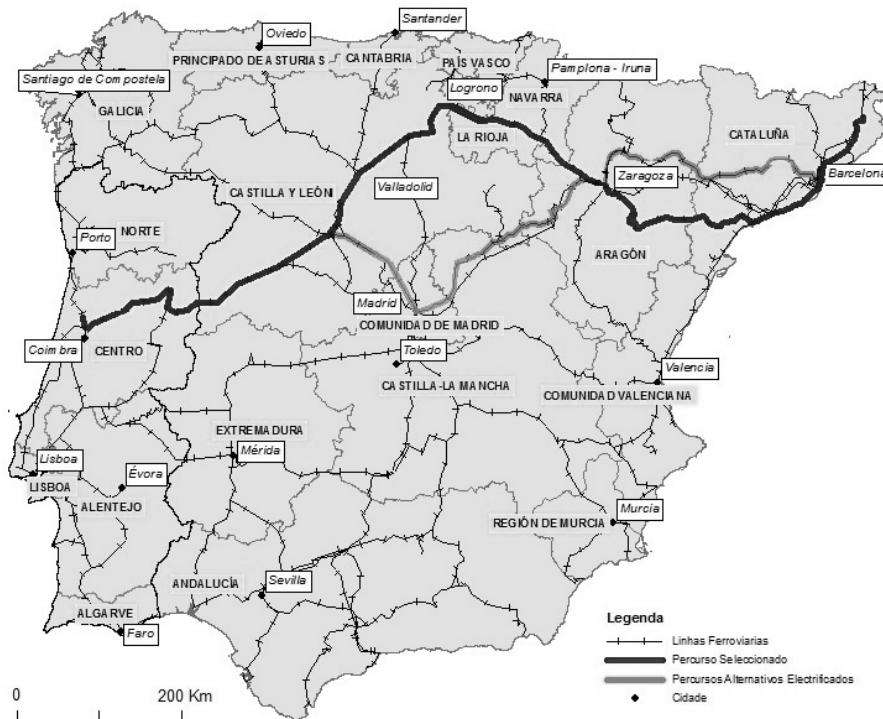 Santander
Oviedo
PRINCIPADO DE ASTURIAS
CANTABRIA
PAÍS VASCO
Santiago de Compostela
Pamplona - Iruna
Logrono
NAVARRA
GALICIA
LA RIOJA
CATALUÑA
Zaragoza
Barcelona
CASTILLA Y LEÓN
Valladolid
NORTE
Porto
ARAGÓN
Madrid
COMUNIDAD DE MADRID
Coimbra
CENTRO
Toledo
Valencia
CASTILLA-LA MANCHA
COMUNIDAD VALENCIANA
EXTREMADURA
Mérida
Lisboa
LISBOA
Évora
ALENTEJO
Murcia
REGIÓN DE MURCIA
ANDALUCÍA
Sevilla
ALGARVE
Faro
Legenda
Linhas Ferroviarias
Percurso Seleccionado
Percursos Alternativos Electrificados
Cidade
0 200 Km